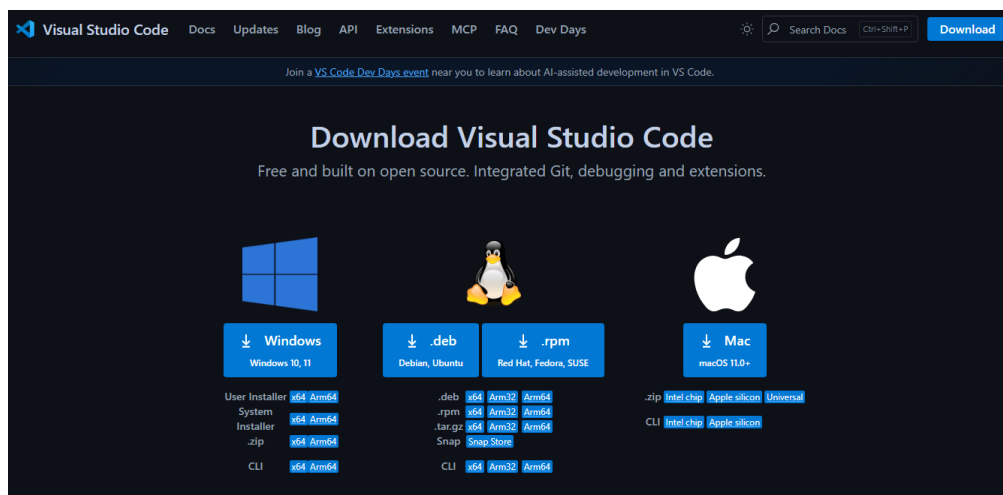 Visual Studio Code Docs Updates Blog API Extensions MCP FAQ Dev Days Search Docs Ctrl+Shift+P Download
Join a VS Code Dev Days event near you to learn about AI-assisted development in VS Code.
Download Visual Studio Code
Free and built on open source. Integrated Git, debugging and extensions.
Windows
Windows 10, 11
.deb
Debian, Ubuntu
.rpm
Red Hat, Fedora, SUSE
Mac
macOS 11.0+
User Installer x64 Arm64
System
Installer x64 Arm64
.zip x64 Arm64
CLI x64 Arm64
.deb x64 Arm32 Arm64
.rpm x64 Arm32 Arm64
.tar.gz x64 Arm32 Arm64
Snap Snap Store
CLI x64 Arm32 Arm64
.zip Intel chip Apple silicon Universal
CLI Intel chip Apple silicon